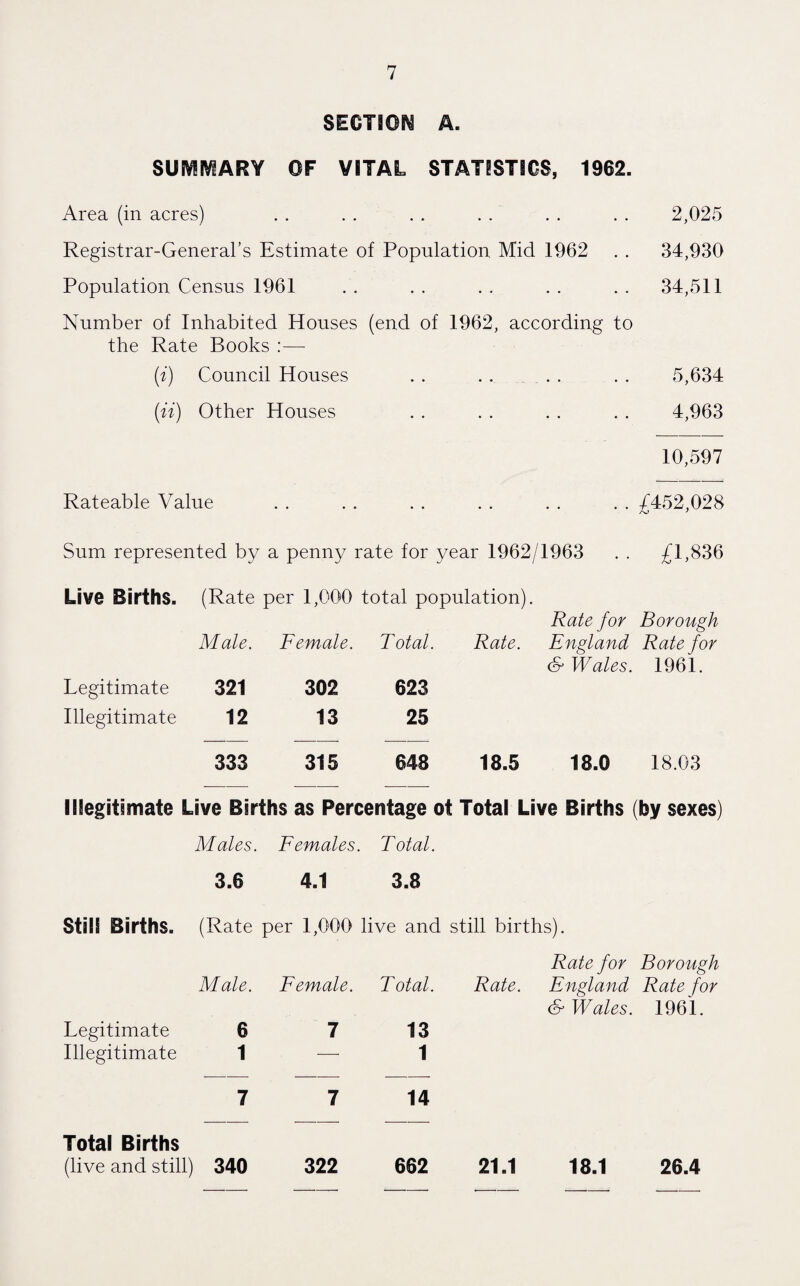 7
SECTION A.
SUMMARY OF VITAL STATISTICS, 1962.
Area (in acres) . . . . . . . . . . . . 2,025
Registrar-General's Estimate of Population Mid 1962 . . 34,930
Population Census 1961 . . . . . . . . . . 34,511
Number of Inhabited Houses (end of 1962, according to
the Rate Books :—
(i) Council Houses . . . . . . . . 5,634
(ii) Other Houses . . . . . . . . 4,963
10,597
Rateable Value . . . . . . . . . . . . £452,028
Sum represented by a penny rate for year 1962/1963 . . £1,836
Live Births. (Rate per 1,000 total population).
Rate for Borough
Male. Female. Total. Rate. England Rate for
& Wales. 1961.
Legitimate 321 302 623
Illegitimate 12 13 25
333 315 648 18.5 18.0 18.03
Illegitimate Live Births as Percentage ot Total Live Births (by sexes)
Males. Females. Total.
3.6 4.1 3.8
Still Births. (Rate per 1,000 live and still births).
Rate for Borough
Male. Female. Total. Rate. England Rate for
& Wales. 1961.
Legitimate 6 7 13
Illegitimate 1 — 1
7 7 14
Total Births
(live and still) 340 322 662 21.1 18.1 26.4